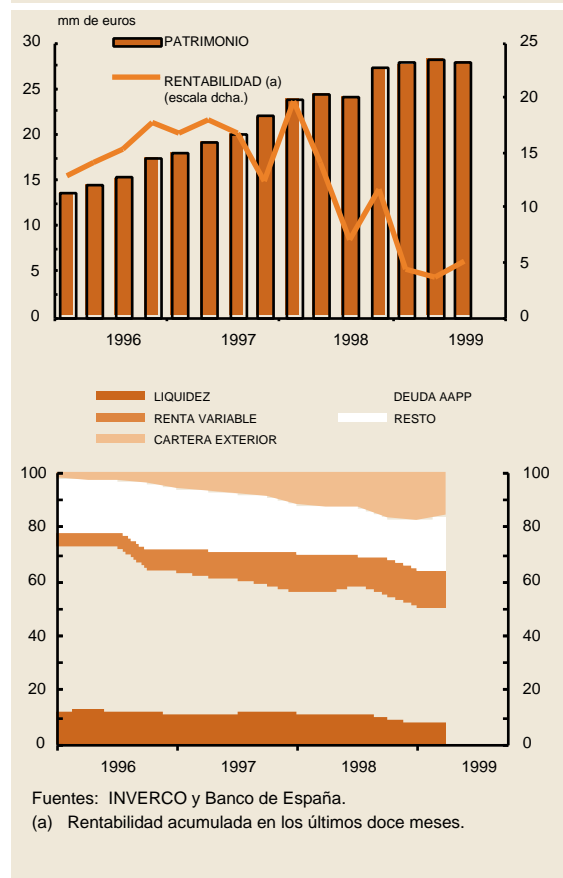 mm de euros
30 25
PATRIMONIO
25
RENTABILIDAD (a)
(escala dcha.)
20
20
15
15
10
10
5
5
0 0
1996 1997 1998 1999
LIQUIDEZ DEUDA AAPP
RENTA VARIABLE RESTO
CARTERA EXTERIOR
100 100
80 80
60 60
40 40
20 20
0 0
1996 1997 1998 1999
Fuentes: INVERCO y Banco de España.
(a) Rentabilidad acumulada en los últimos doce meses.